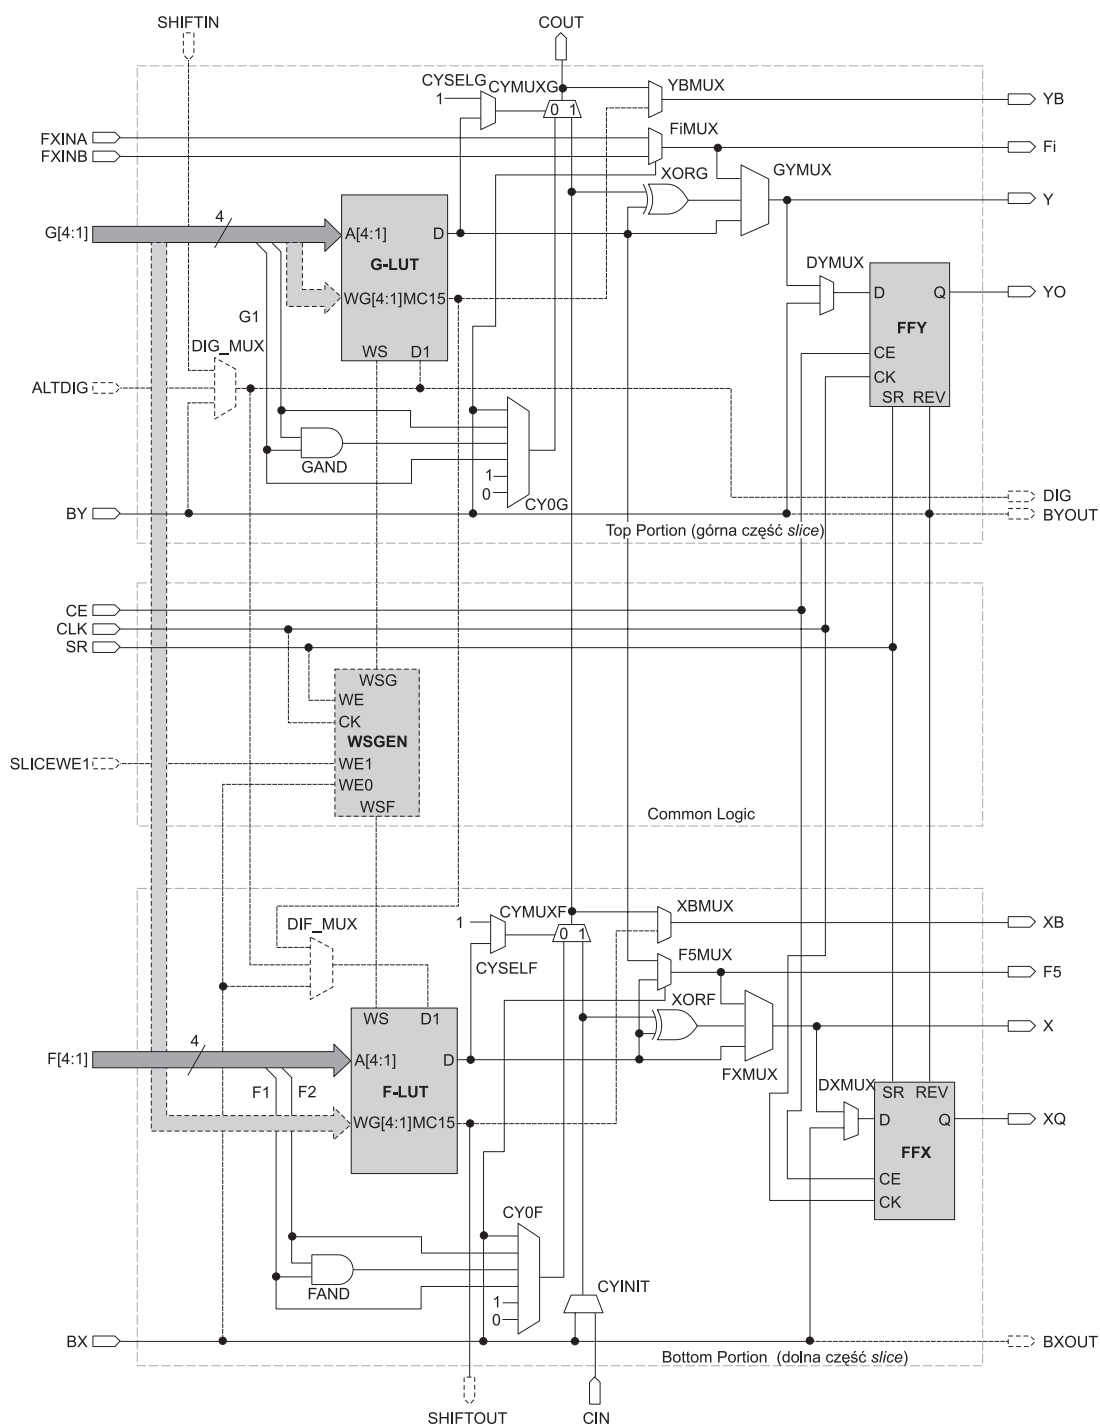 SHIFTIN
COUT
CYSELG
CYMUXG
YBMUX
1
0 1
YB
FXINA
FiMUX
Fi
FXINB
XORG
GYMUX
Y
4
G[4:1]
A[4:1]
D
G-LUT
DYMUX
D
Q
YO
WG[4:1]MC15
G1
FFY
DIG_MUX
WS
D1
CE
CK
ALTDIG
SR
REV
GAND
1
0
CY0G
DIG
BY
BYOUT
Top Portion (górna część slice)
CE
CLK
SR
WSG
WE
CK
WSGEN
SLICEWE1
WE1
WE0
WSF
Common Logic
DIF_MUX
1
CYMUXF
0 1
XBMUX
XB
CYSELF
F5MUX
F5
XORF
WS
D1
X
4
F[4:1]
A[4:1]
D
FXMUX
DXMUX
F1
F2
F-LUT
SR
REV
WG[4:1]MC15
D
Q
XQ
FFX
CE
CK
CY0F
FAND
1
0
CYINIT
BX
BXOUT
Bottom Portion (dolna część slice)
SHIFTOUT
CIN